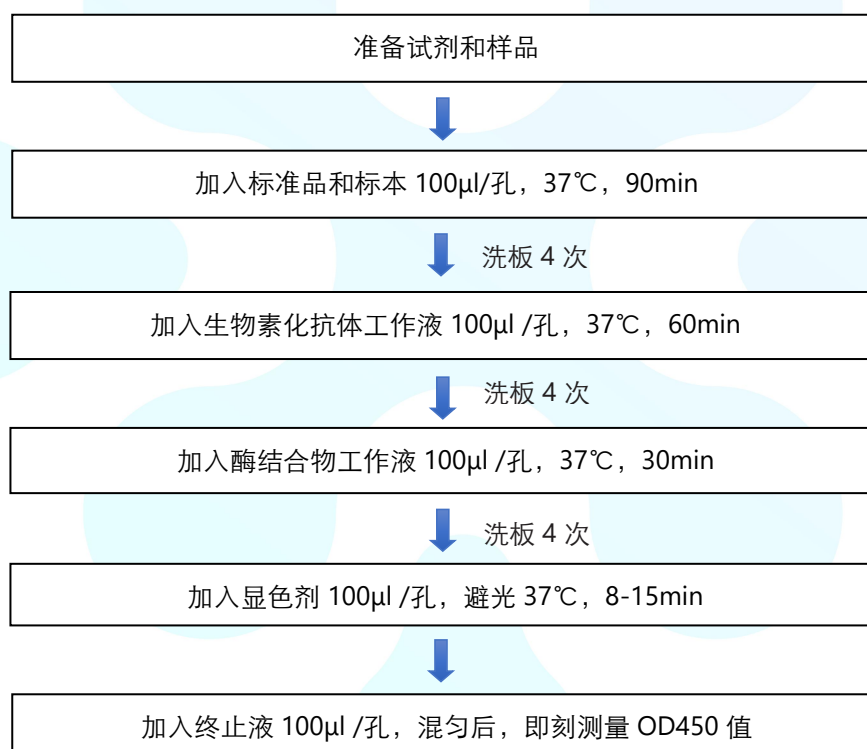 准备试剂和样品
加入标准品和标本 100μl/孔，37℃，90min
洗板 4 次
加入生物素化抗体工作液 100μl /孔，37℃，60min
洗板 4 次
加入酶结合物工作液 100μl /孔，37℃，30min
洗板 4 次
加入显色剂 100μl /孔，避光 37℃，8-15min
加入终止液 100μl /孔，混匀后，即刻测量 OD450 值